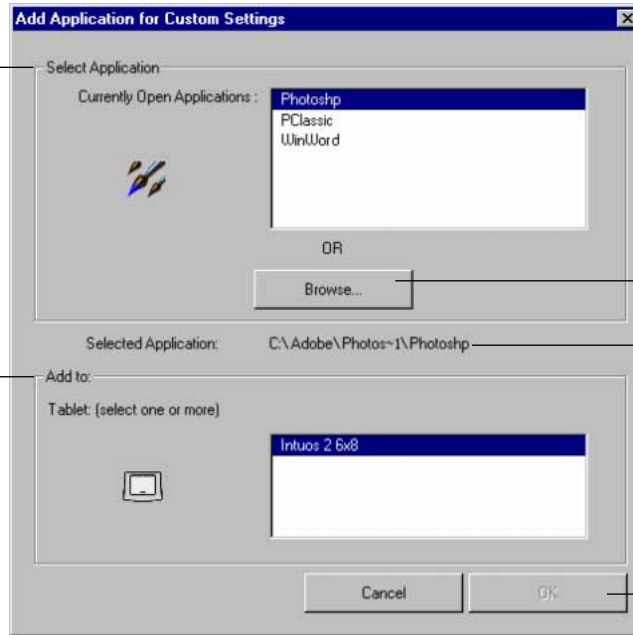 Add Application for Custom Settings
Select Application
Currently Open Applications :
Photoshp
PClassic
WinWord
OR
Browse...
Selected Application: C:\Adobe\Photos~1\Photoshp
Add to:
Tablet: (select one or more)
Intuos 2 6x8
Cancel OK